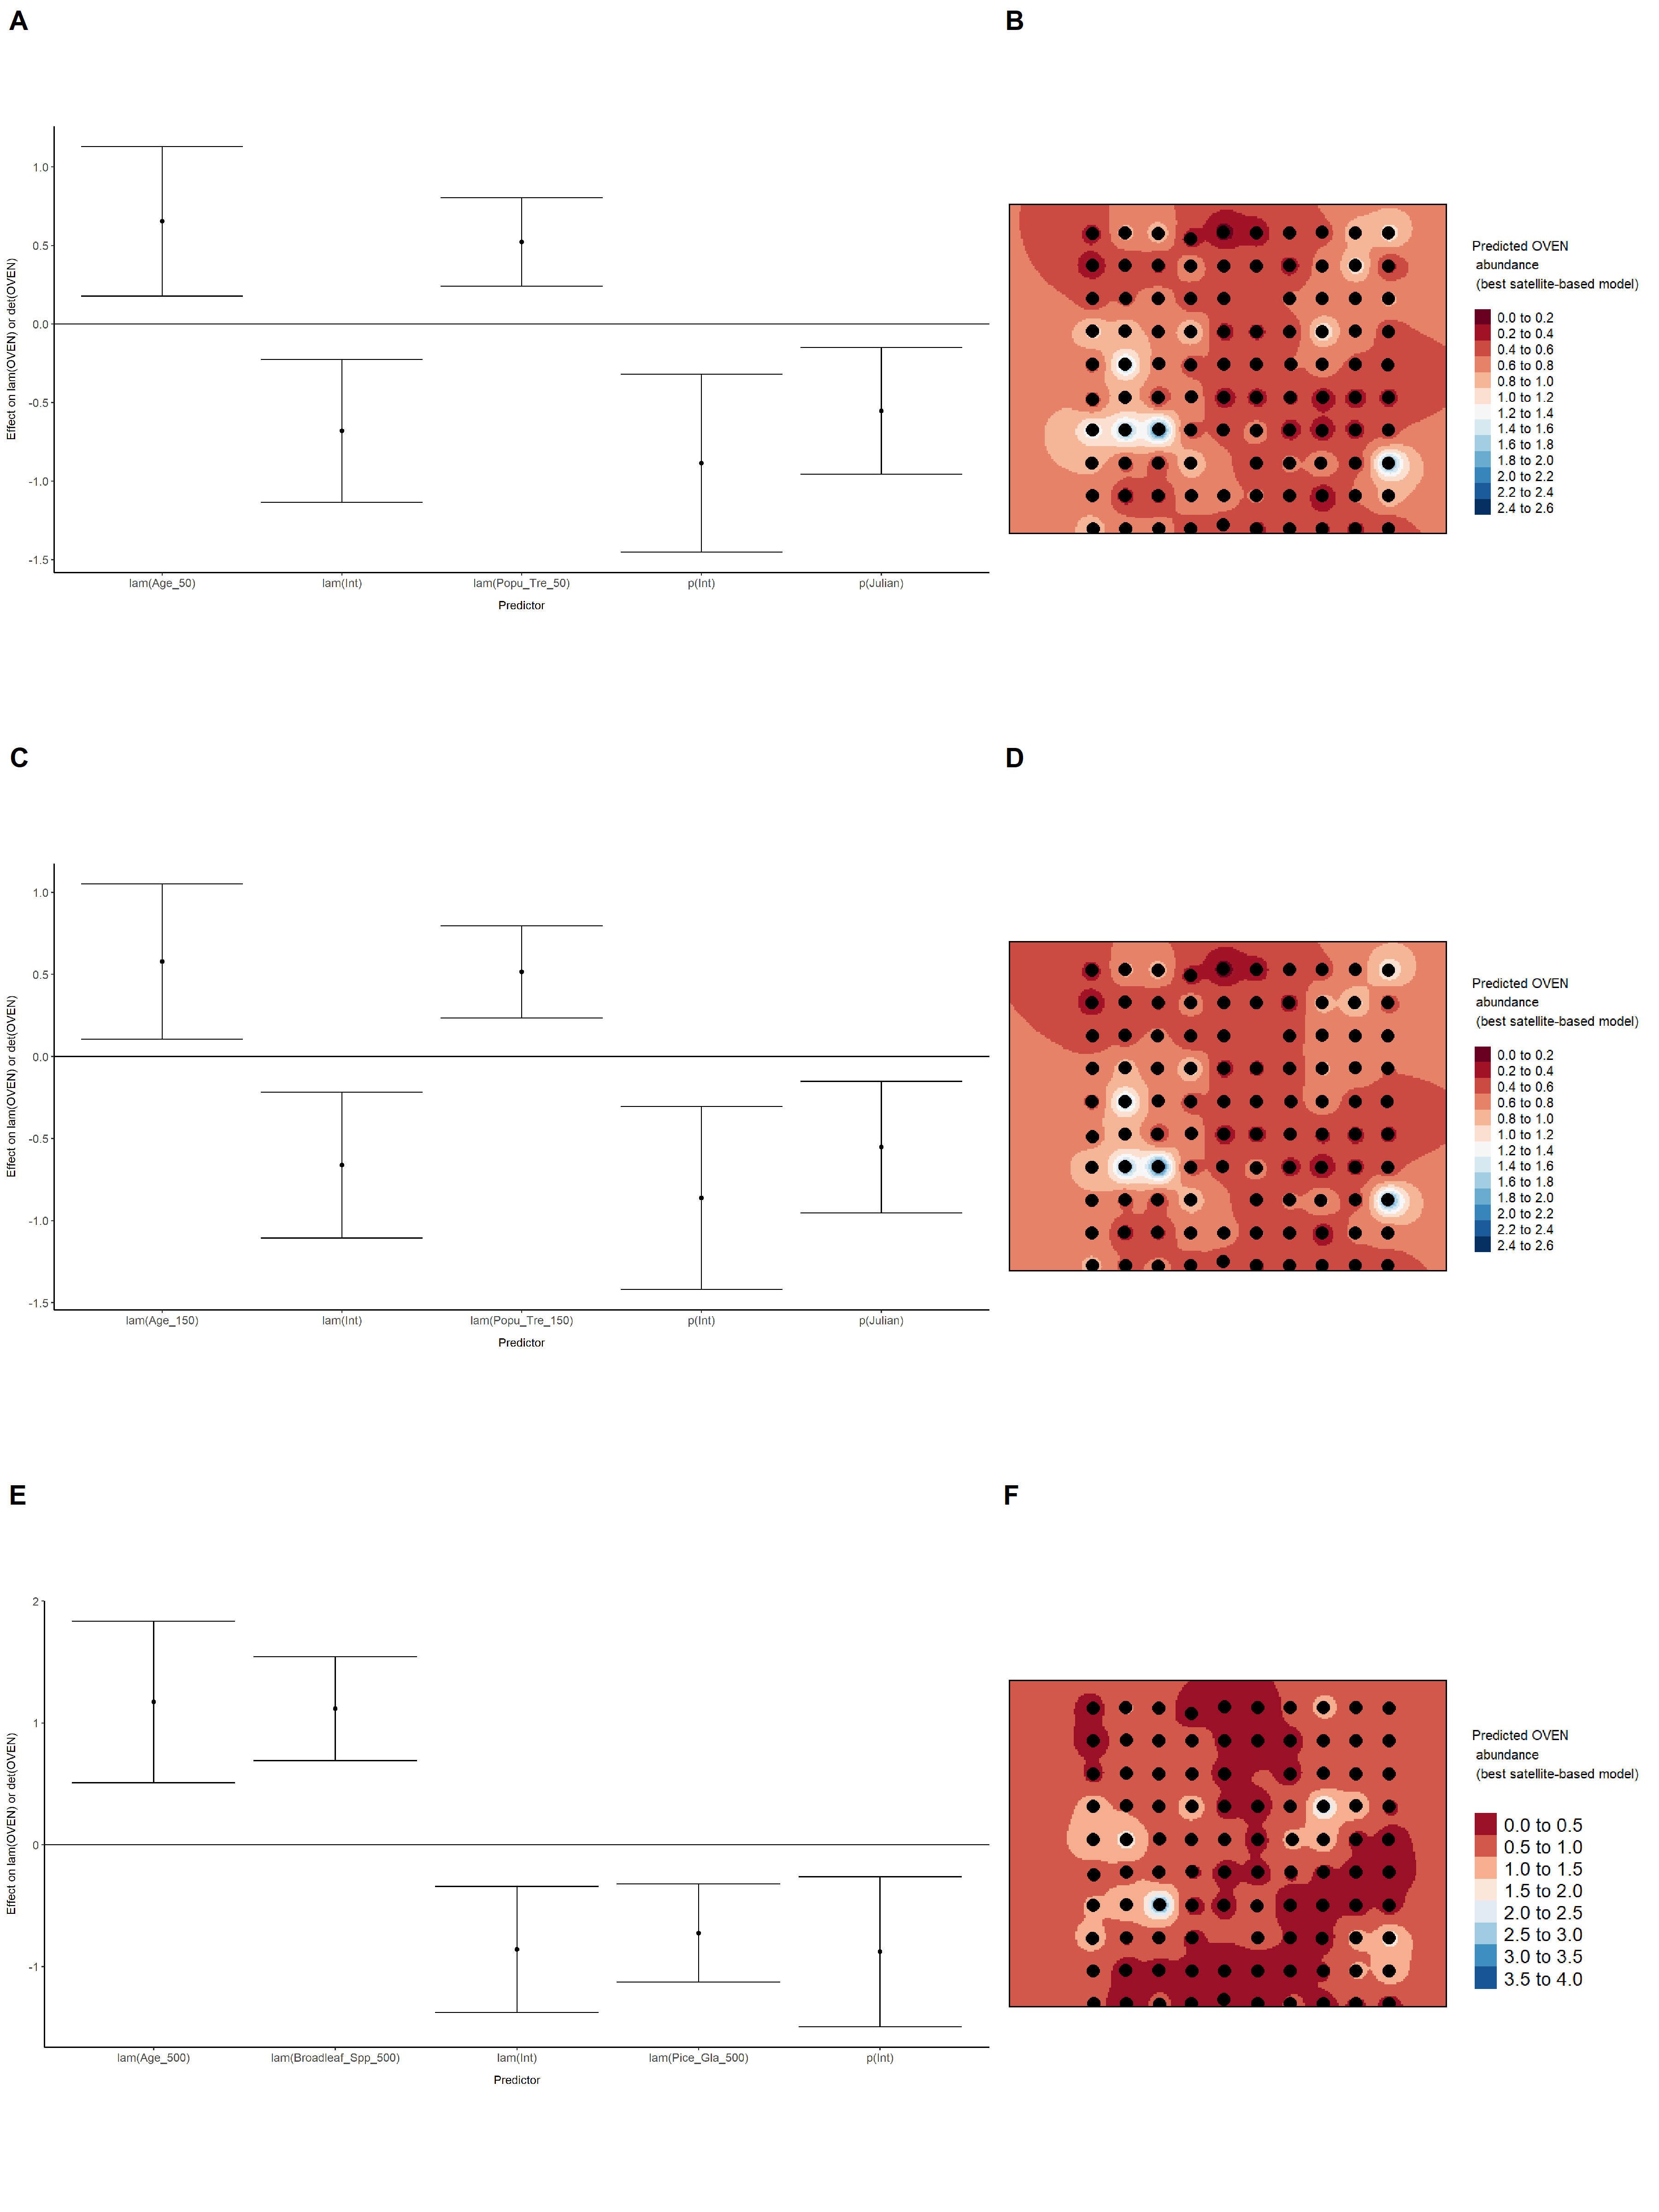 A
B
Effect on lam(OVEN) or det(OVEN)
1.0
0.5
0.0
-0.5
-1.0
-1.5
lam(Age_50)
lam(Int)
lam(Popu_Tre_50)
p(Int)
p(Julian)
Predictor
Predicted OVEN
abundance
(best satellite-based model)
0.0 to 0.2
0.2 to 0.4
0.4 to 0.6
0.6 to 0.8
0.8 to 1.0
1.0 to 1.2
1.2 to 1.4
1.4 to 1.6
1.6 to 1.8
1.8 to 2.0
2.0 to 2.2
2.2 to 2.4
2.4 to 2.6
C
D
Effect on lam(OVEN) or det(OVEN)
1.0
0.5
0.0
-0.5
-1.0
-1.5
lam(Age_150)
lam(Int)
lam(Popu_Tre_150)
p(Int)
p(Julian)
Predictor
Predicted OVEN
abundance
(best satellite-based model)
0.0 to 0.2
0.2 to 0.4
0.4 to 0.6
0.6 to 0.8
0.8 to 1.0
1.0 to 1.2
1.2 to 1.4
1.4 to 1.6
1.6 to 1.8
1.8 to 2.0
2.0 to 2.2
2.2 to 2.4
2.4 to 2.6
E
F
Effect on lam(OVEN) or det(OVEN)
2
1
0
-1
lam(Age_500)
lam(Broadleaf_Spp_500)
lam(Int)
lam(Pice_Gla_500)
p(Int)
Predictor
Predicted OVEN
abundance
(best satellite-based model)
0.0 to 0.5
0.5 to 1.0
1.0 to 1.5
1.5 to 2.0
2.0 to 2.5
2.5 to 3.0
3.0 to 3.5
3.5 to 4.0